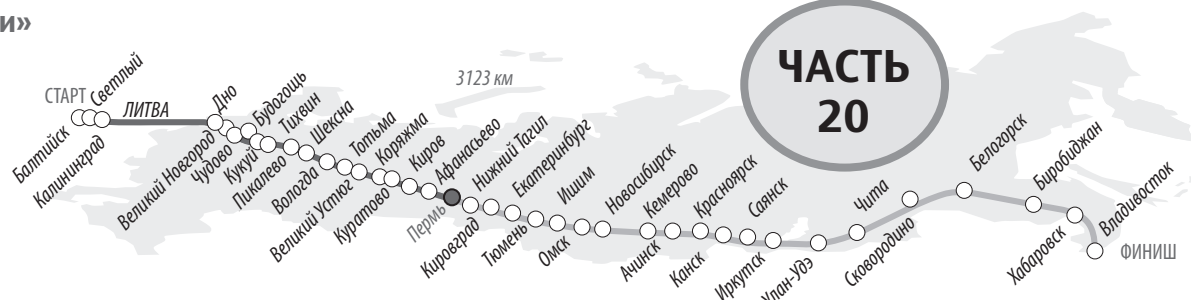 и»
СТАРТ
Балтийск
Светлый
Калининград
ЛИТВА
Дно
Великий Новгород
Чудово
Будогощь
Кукуй
Тихвин
Пикалево
Шексна
Вологда
Тотьма
Великий Устюг
Коряжма
Куратово
Киров
Афанасьево
Пермь
3123 км
Нижний Тагил
Кировград
Екатеринбург
Тюмень
Ишим
Омск
Новосибирск
Кемерово
Ачинск
Красноярск
Канск
Саянск
Иркутск
Улан-Удэ
Чита
Сковородино
Белогорск
Биробиджан
Хабаровск
Владивосток
ФИНИШ
ЧАСТЬ
20